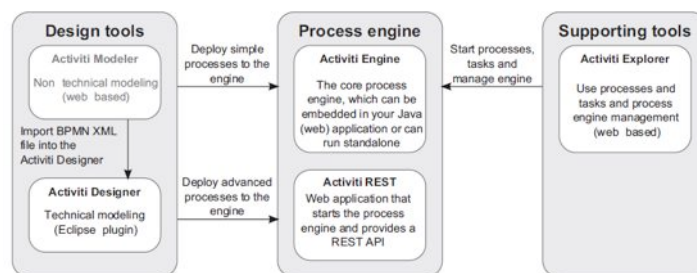 Design tools
Activiti Modeler
Non technical modeling
(web based)
Import BPMN XML
file into the
Activiti Designer
Activiti Designer
Technical modeling
(Eclipse plugin)
Deploy simple
processes to the
engine
Deploy advanced
processes to the
engine
Process engine
Activiti Engine
The core process
engine, which can be
embedded in your Java
(web) application or can
run standalone
Activiti REST
Web application that
starts the process
engine and provides a
REST API
Start processes,
tasks and
manage engine
Supporting tools
Activiti Explorer
Use processes and
tasks and process
engine management
(web based)